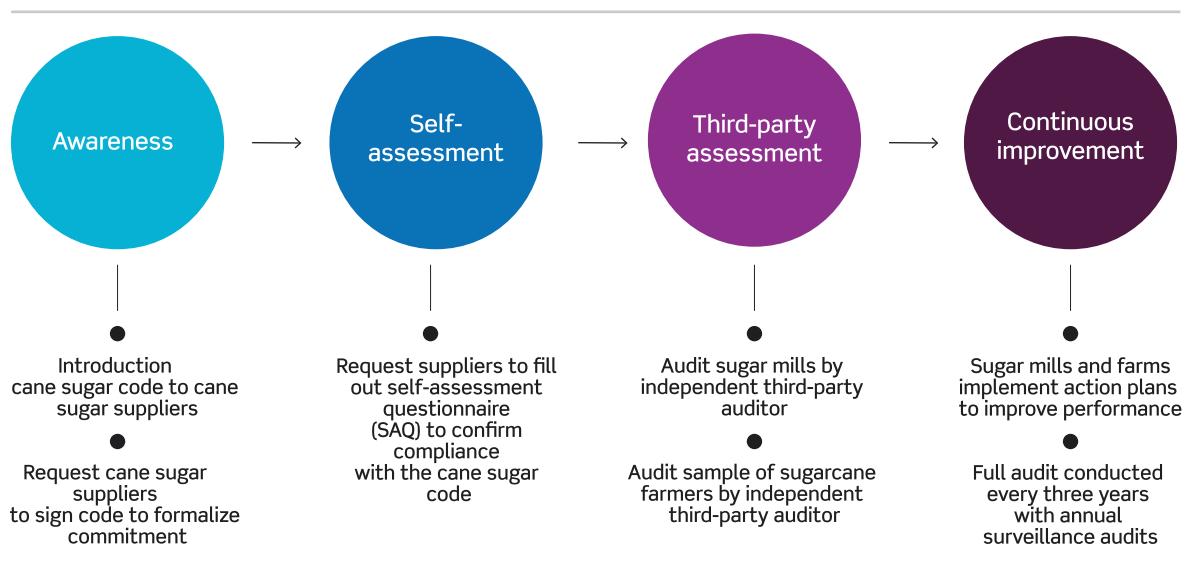 Awareness
Self-
assessment
Third-party
assessment
Continuous
improvement
Introduction
cane sugar code to cane
sugar suppliers
Request cane sugar
suppliers
to sign code to formalize
commitment
Request suppliers to fill
out self-assessment
questionnaire
(SAQ) to confirm
compliance
with the cane sugar
code
Audit sugar mills by
independent third-party
auditor
Audit sample of sugarcane
farmers by independent
third-party auditor
Sugar mills and farms
implement action plans
to improve performance
Full audit conducted
every three years
with annual
surveillance audits